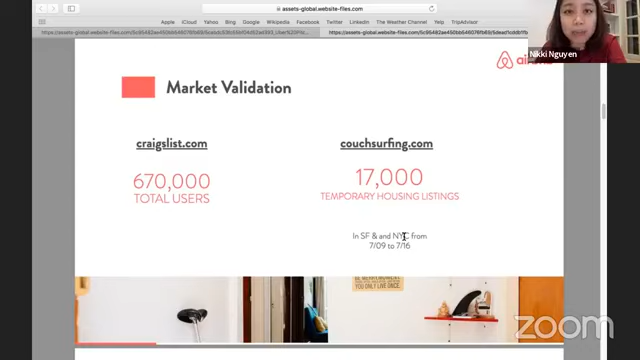 assets-global.website-files.com
Apple iCloud Yahoo Bing Google Wikipedia Facebook Twitter LinkedIn The Weather Channel Yelp TripAdvisor
Nikki Nguyen
Market Validation
craigslist.com
670,000
TOTAL USERS
couchsurfing.com
17,000
TEMPORARY HOUSING LISTINGS
In SF & and NYC from
7/09 to 7/16
YOU ONLY LIVE ONCE.
zoom